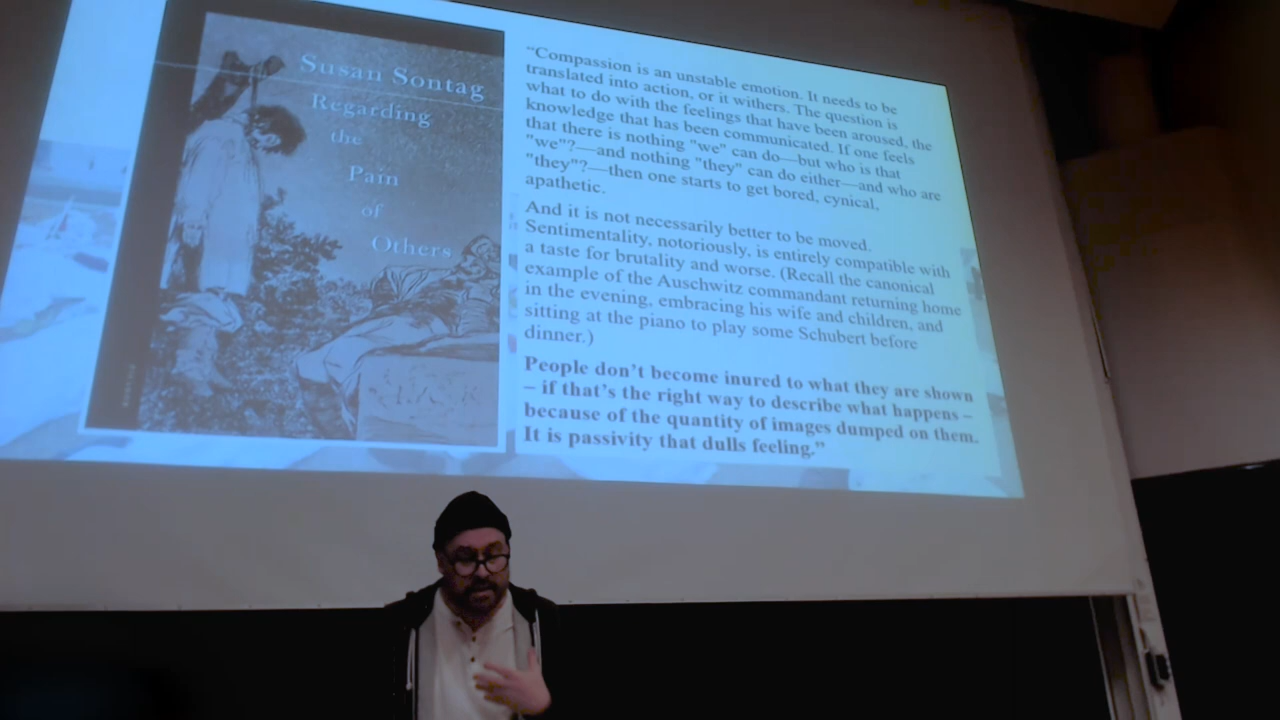 Susan Sontag
Regarding
the
Pain
of
Others
“Compassion is an unstable emotion. It needs to be
translated into action, or it withers. The question is
what to do with the feelings that have been aroused, the
knowledge that has been communicated. If one feels
that there is nothing "we" can do—but who is that
"we"?—and nothing "they" can do either—and who are
"they"?—then one starts to get bored, cynical,
apathetic.
And it is not necessarily better to be moved.
Sentimentality, notoriously, is entirely compatible with
a taste for brutality and worse. (Recall the canonical
example of the Auschwitz commandant returning home
in the evening, embracing his wife and children, and
sitting at the piano to play some Schubert before
dinner.)
People don’t become inured to what they are shown
– if that’s the right way to describe what happens –
because of the quantity of images dumped on them.
It is passivity that dulls feeling.”